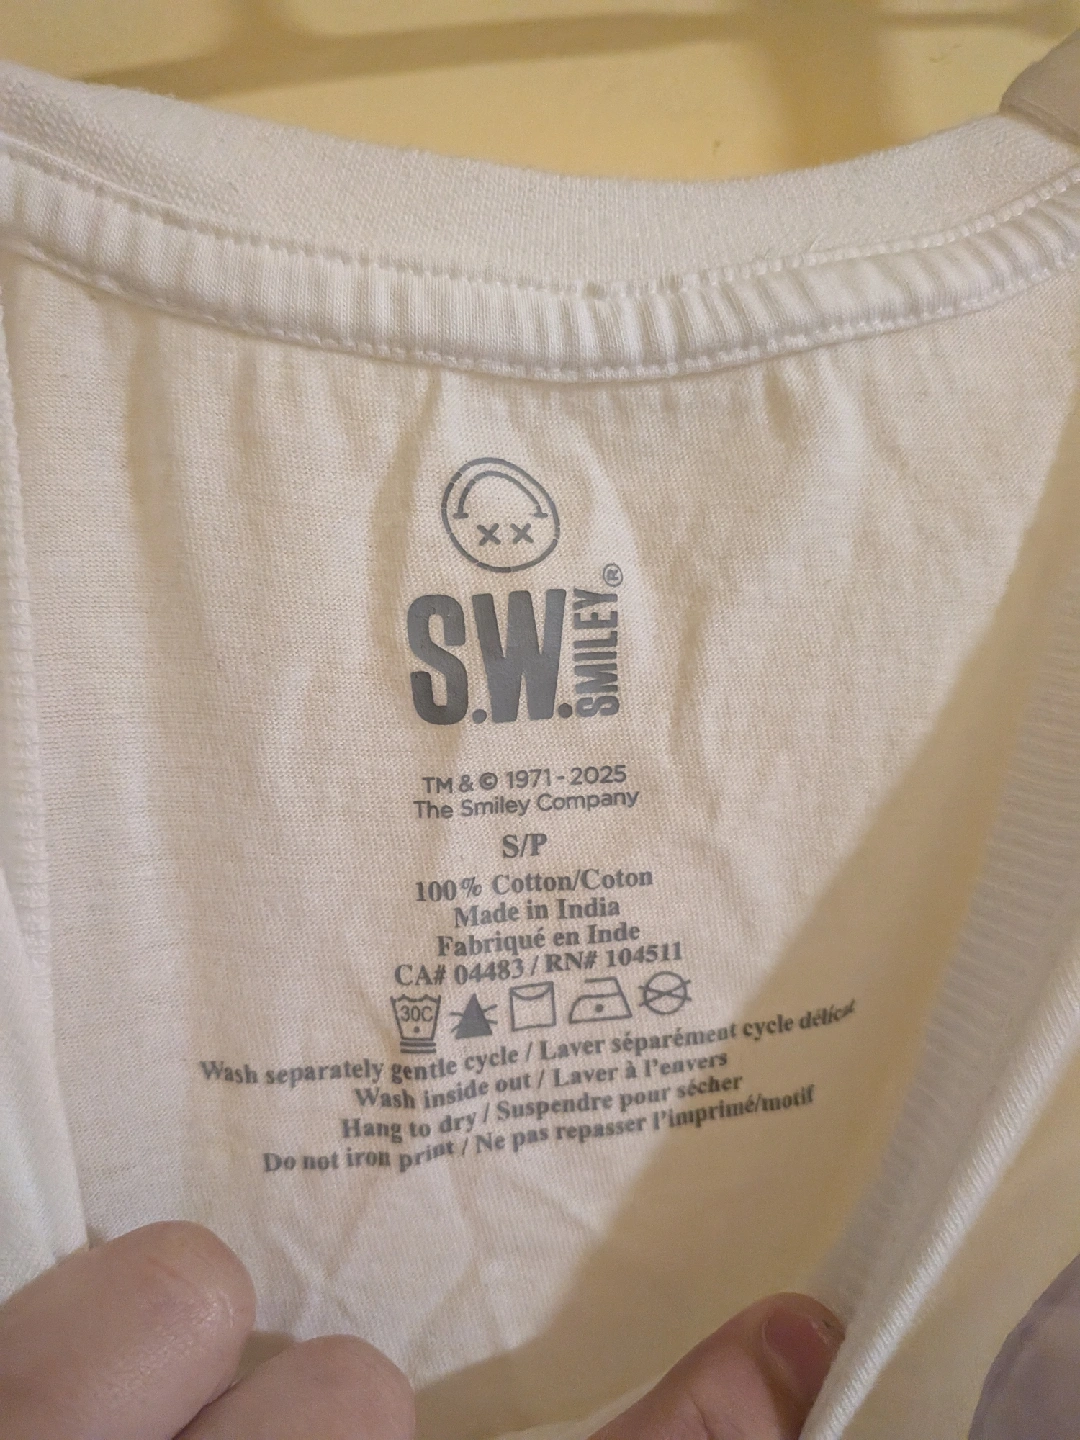 S.W. SMILEY®
TM & © 1971 - 2025
The Smiley Company
S/P
100% Cotton/Coton
Made in India
Fabriqué en Inde
CA# 04483 / RN# 104511
30C
Wash separately gentle cycle / Laver séparément cycle délicat
Wash inside out / Laver à l'envers
Hang to dry / Suspendre pour sécher
Do not iron print / Ne pas repasser l'imprimé/motif